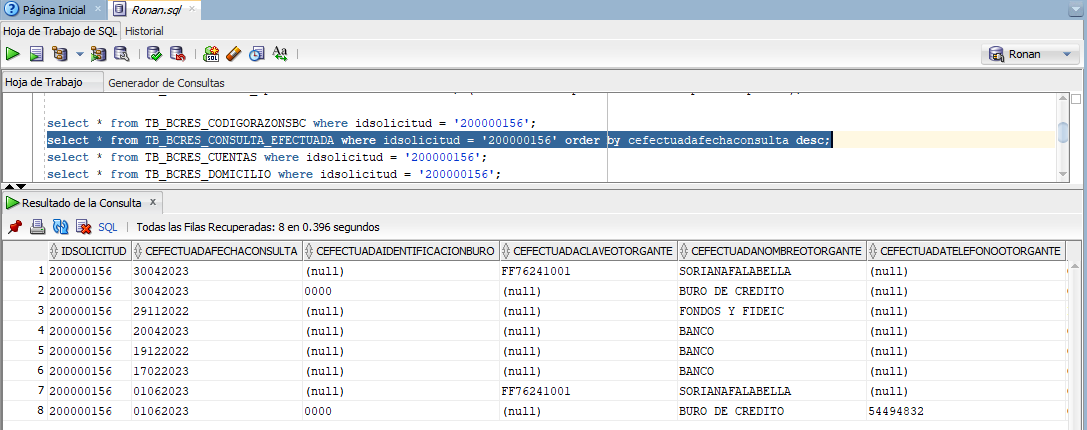 Página Inicial Ronan.sql
Hoja de Trabajo de SQL Historial
Ronan
Hoja de Trabajo Generador de Consultas
select * from TB_BCRES_CODIGORAZONSBC where idsolicitud = '200000156';
select * from TB_BCRES_CONSULTA_EFECTUADA where idsolicitud = '200000156' order by cefectuadafechaconsulta desc;
select * from TB_BCRES_CUENTAS where idsolicitud = '200000156';
select * from TB_BCRES_DOMICILIO where idsolicitud = '200000156';
Resultado de la Consulta x
SQL | Todas las Filas Recuperadas: 8 en 0.396 segundos
IDSOLICITUD CEFECTUADAFECHACONSULTA CEFECTUADAIDENTIFICACIONBURO CEFECTUADACLAVEOTORGANTE CEFECTUADANOMBREOTORGANTE CEFECTUADATELEFONOOTORGANTE
1 200000156 30042023 (null) FF76241001 SORIANAFALABELLA (null)
2 200000156 30042023 0000 (null) BURO DE CREDITO (null)
3 200000156 29112022 (null) (null) FONDOS Y FIDEIC (null)
4 200000156 20042023 (null) (null) BANCO (null)
5 200000156 19122022 (null) (null) BANCO (null)
6 200000156 17022023 (null) (null) BANCO (null)
7 200000156 01062023 (null) FF76241001 SORIANAFALABELLA (null)
8 200000156 01062023 0000 (null) BURO DE CREDITO 54494832